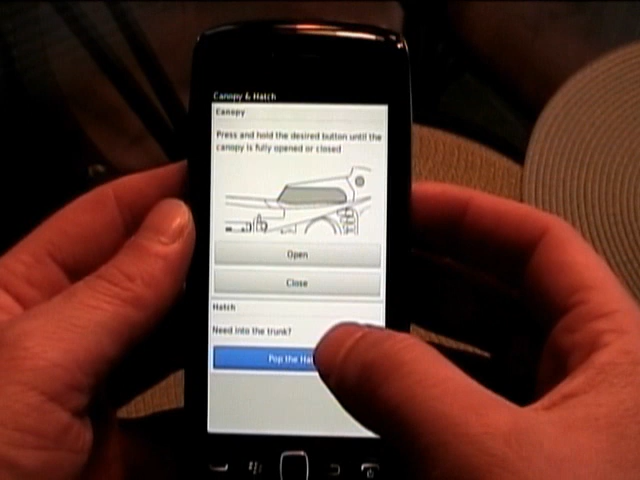 Canopy & Hatch
Canopy
Press and hold the desired button until the
canopy is fully opened or closed
Open
Close
Hatch
Need into the trunk?
Pop the